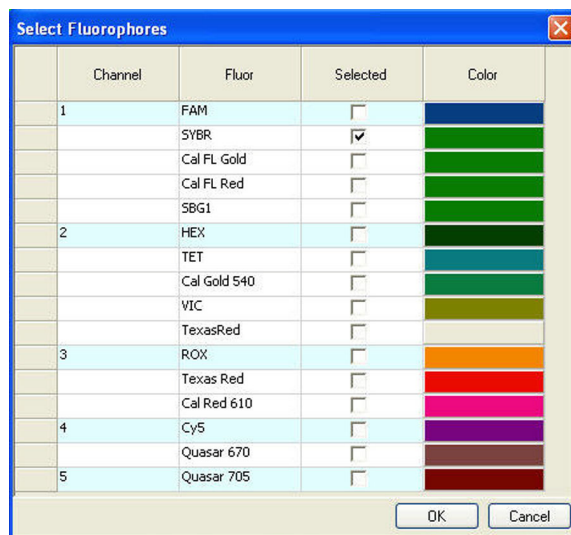 Select Fluorophores
Channel Fluor Selected Color
1 FAM
SYBR
Cal FL Gold
Cal FL Red
SBG1
2 HEX
TET
Cal Gold 540
VIC
TexasRed
3 ROX
Texas Red
Cal Red 610
4 Cy5
Quasar 670
5 Quasar 705
OK Cancel